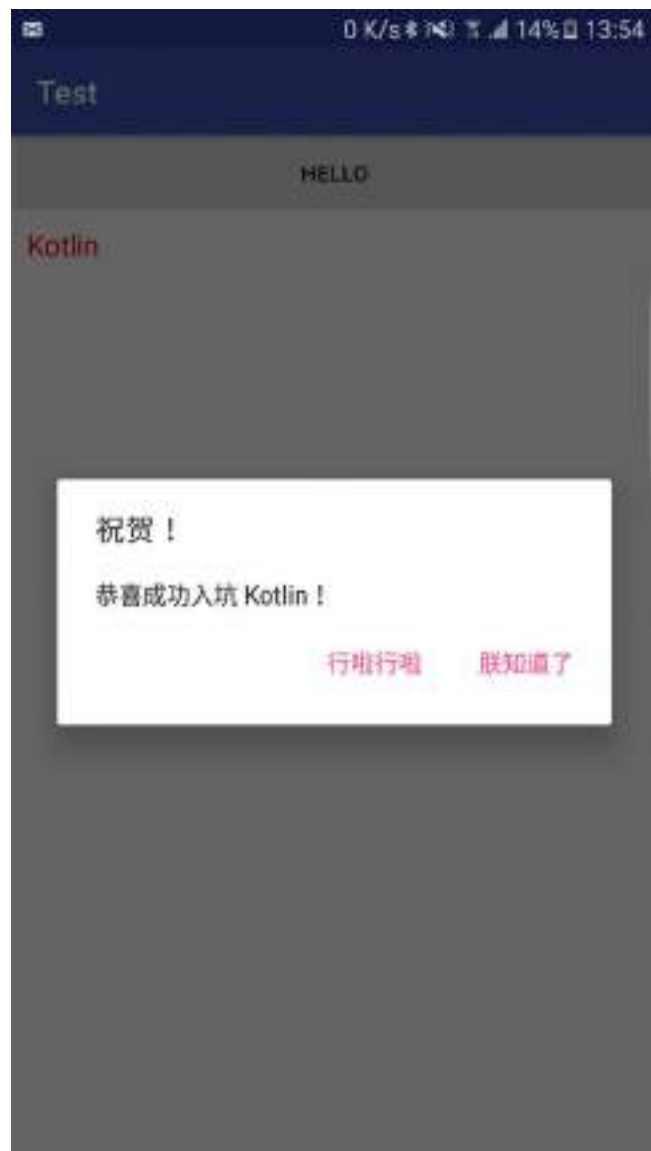 0 K/s 14% 13:54
Test
HELLO
Kotlin
祝贺！
恭喜成功入坑 Kotlin！
行啦行啦 朕知道了